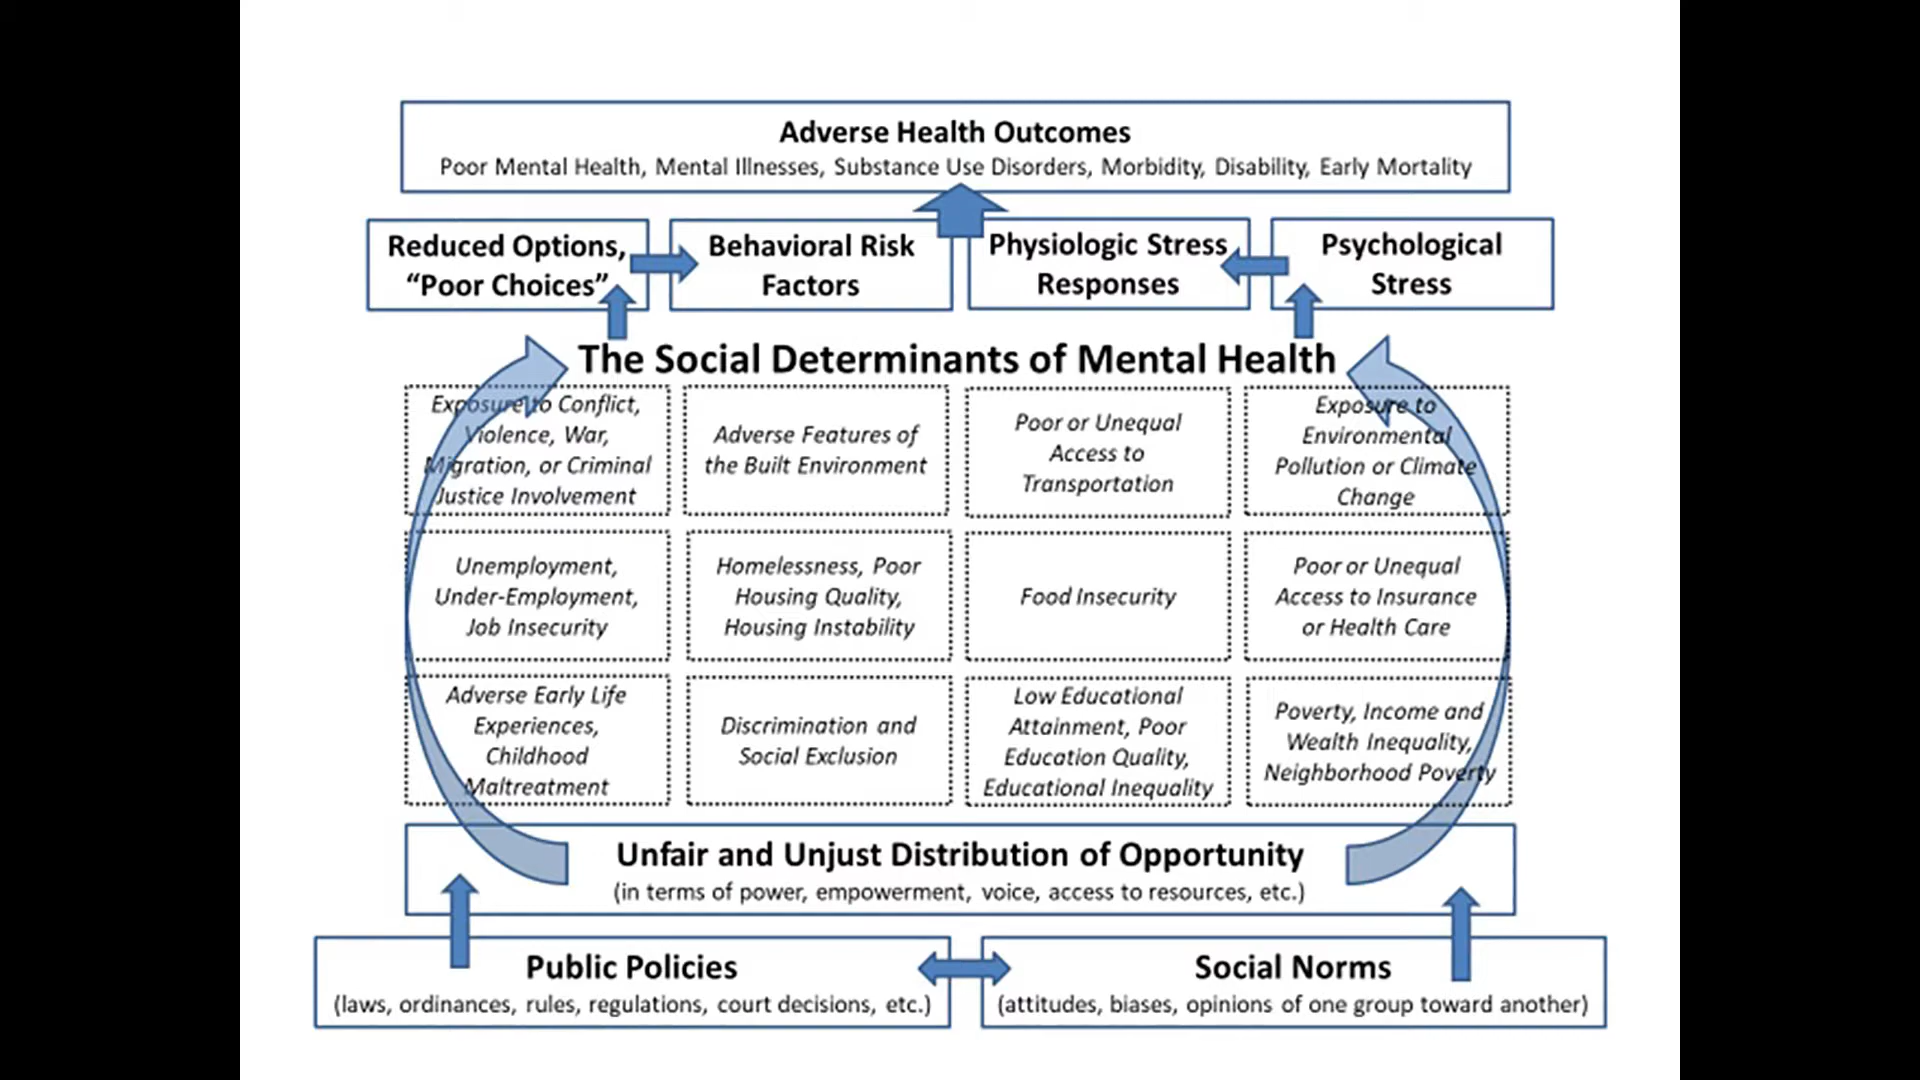 Adverse Health Outcomes
Poor Mental Health, Mental Illnesses, Substance Use Disorders, Morbidity, Disability, Early Mortality
Reduced Options,
“Poor Choices”
Behavioral Risk
Factors
Physiologic Stress
Responses
Psychological
Stress
The Social Determinants of Mental Health
Exposure to Conflict,
Violence, War,
Migration, or Criminal
Justice Involvement
Adverse Features of
the Built Environment
Poor or Unequal
Access to
Transportation
Exposure to
Environmental
Pollution or Climate
Change
Unemployment,
Under-Employment,
Job Insecurity
Homelessness, Poor
Housing Quality,
Housing Instability
Food Insecurity
Poor or Unequal
Access to Insurance
or Health Care
Adverse Early Life
Experiences,
Childhood
Maltreatment
Discrimination and
Social Exclusion
Low Educational
Attainment, Poor
Education Quality,
Educational Inequality
Poverty, Income and
Wealth Inequality,
Neighborhood Poverty
Unfair and Unjust Distribution of Opportunity
(in terms of power, empowerment, voice, access to resources, etc.)
Public Policies
(laws, ordinances, rules, regulations, court decisions, etc.)
Social Norms
(attitudes, biases, opinions of one group toward another)